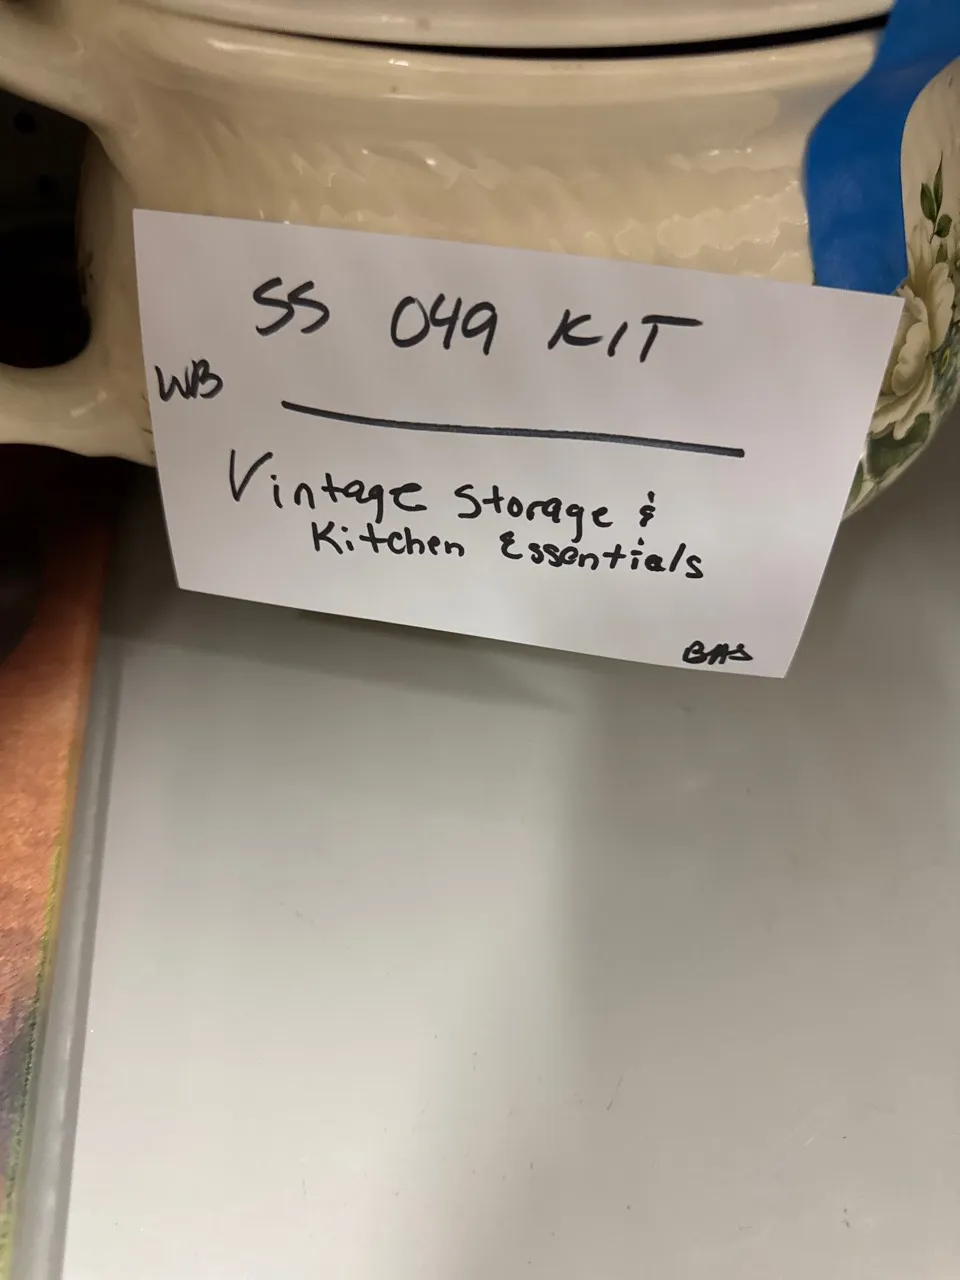 SS 049 KIT
WB
Vintage Storage &
Kitchen Essentials
BAS